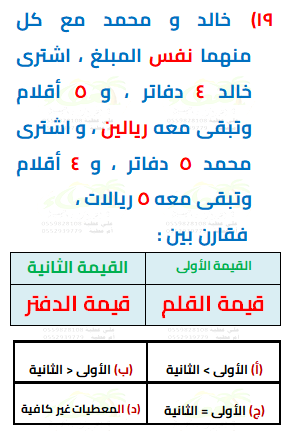 ١٩) خالد و محمد مع كل
منهما نفس المبلغ ، اشترى
خالد ٤ دفاتر ، و ٥ أقلام
وتبقى معه ريالين ، و اشترى
محمد ٥ دفاتر ، و ٤ أقلام
وتبقى معه ٥ ريالات ،
فقارن بين :
القيمة الأولى القيمة الثانية
قيمة القلم قيمة الدفتر
(أ) الأولى > الثانية (ب) الأولى < الثانية
(ج) الأولى = الثانية (د) المعطيات غير كافية